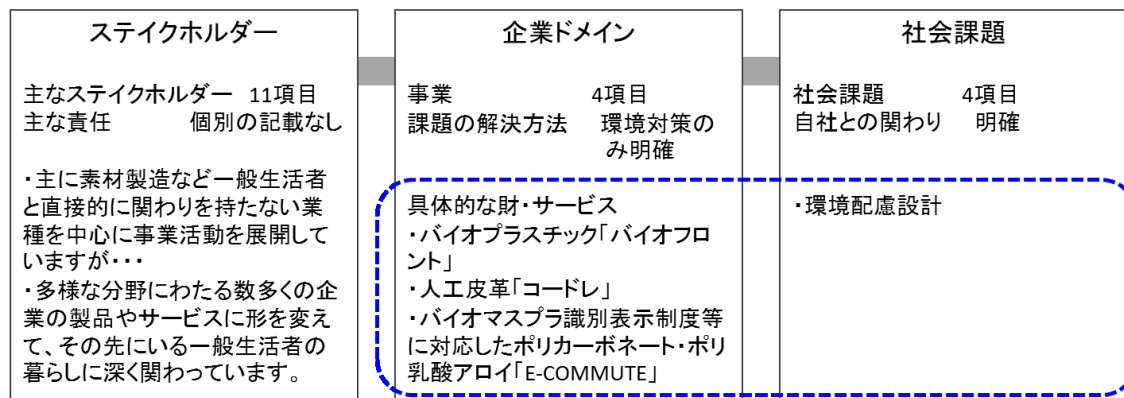 ステイクホルダー
主なステイクホルダー 11項目
主な責任 個別の記載なし
・主に素材製造など一般生活者
と直接的に関わりを持たない業
種を中心に事業活動を展開して
いますが・・・
・多様な分野にわたる数多くの企
業の製品やサービスに形を変え
て、その先にいる一般生活者の
暮らしに深く関わっています。
企業ドメイン
事業 4項目
課題の解決方法 環境対策の
み明確
具体的な財・サービス
・バイオプラスチック「バイオフロ
ント」
・人工皮革「コードレ」
・バイオマスプラ識別表示制度等
に対応したポリカーボネート・ポリ
乳酸アロイ「E-COMMUTE」
社会課題
社会課題 4項目
自社との関わり 明確
・環境配慮設計